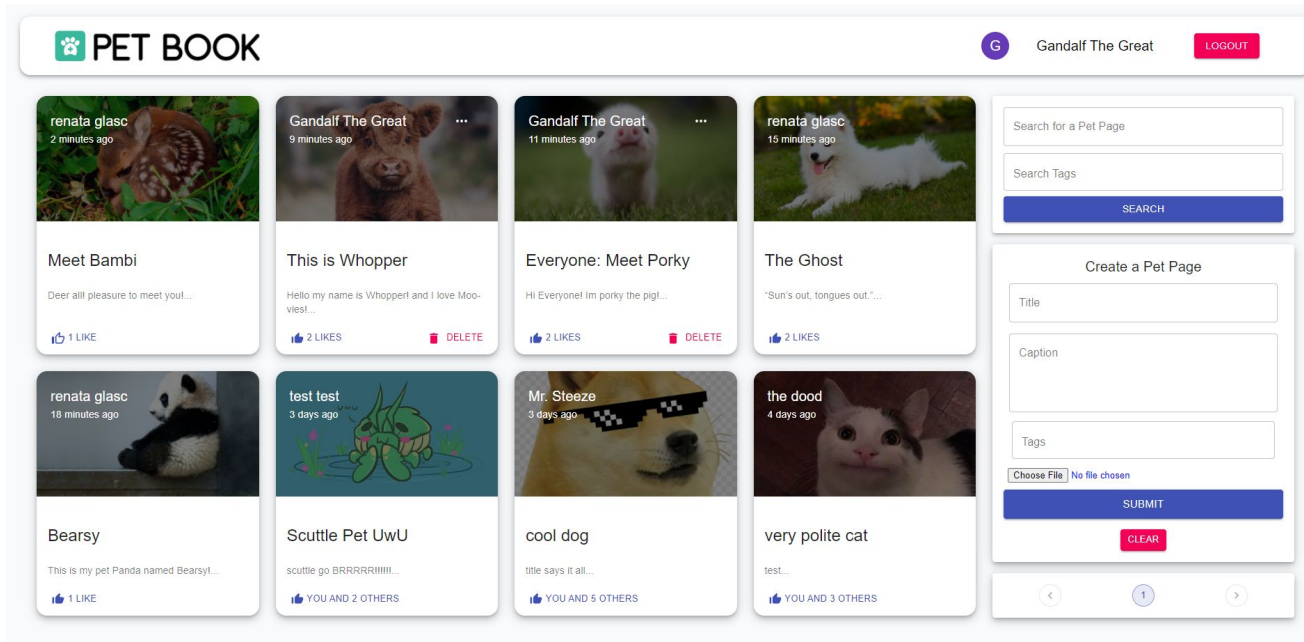 PET BOOK
G
Gandalf The Great
LOGOUT
renata glasc
2 minutes ago
Meet Bambi
Deer all! pleasure to meet you!...
1 LIKE
Gandalf The Great
...
9 minutes ago
This is Whopper
Hello my name is Whopper! and I love Moo-
vies!...
2 LIKES
DELETE
Gandalf The Great
...
11 minutes ago
Everyone: Meet Porky
Hi Everyone! Im porky the pig!...
2 LIKES
DELETE
renata glasc
15 minutes ago
The Ghost
“Sun’s out, tongues out.”...
2 LIKES
renata glasc
18 minutes ago
Bearsy
This is my pet Panda named Bearsy!...
1 LIKE
test test
3 days ago
Scuttle Pet UwU
scuttle go BRRRRR!!!!!!...
YOU AND 2 OTHERS
Mr. Steeze
3 days ago
cool dog
title says it all...
YOU AND 5 OTHERS
the dood
4 days ago
very polite cat
test...
YOU AND 3 OTHERS
Search for a Pet Page
Search Tags
SEARCH
Create a Pet Page
Title
Caption
Tags
Choose File No file chosen
SUBMIT
CLEAR
1